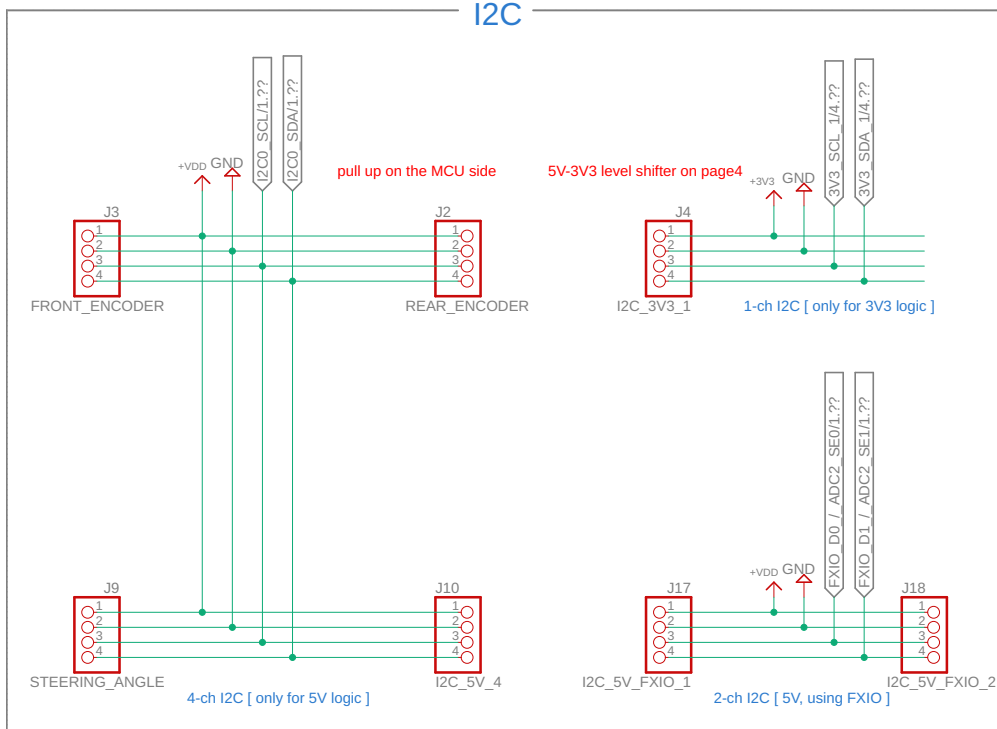 I2C
I2C0_SCL/1.??
I2C0_SDA/1.??
3V3_SCL_1/4.??
3V3_SDA_1/4.??
+VDD GND
pull up on the MCU side
5V-3V3 level shifter on page4
+3V3 GND
J3
1
2
3
4
FRONT_ENCODER
J2
1
2
3
4
REAR_ENCODER
J4
1
2
3
4
I2C_3V3_1
1-ch I2C [ only for 3V3 logic ]
FXIO_D0 / ADC2_SE0/1.??
FXIO_D1 / ADC2_SE1/1.??
+VDD GND
J9
1
2
3
4
STEERING_ANGLE
J10
1
2
3
4
I2C_5V_4
4-ch I2C [ only for 5V logic ]
J17
1
2
3
4
I2C_5V_FXIO_1
J18
1
2
3
4
I2C_5V_FXIO_2
2-ch I2C [ 5V, using FXIO ]